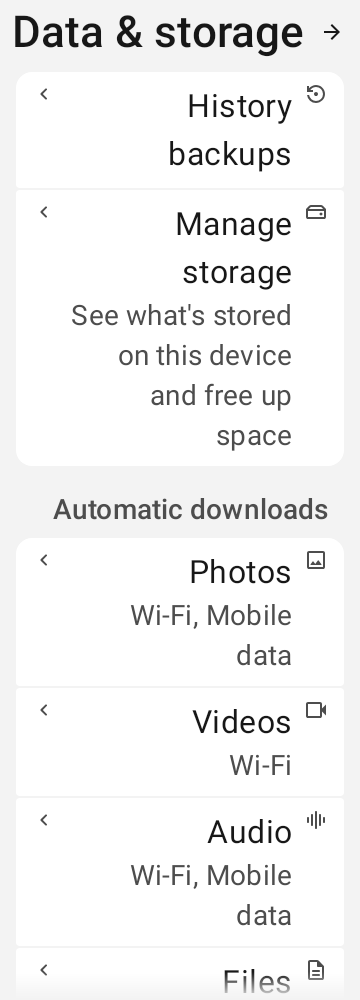 Data & storage
History
backups
Manage
storage
See what's stored
on this device
and free up
space
Automatic downloads
Photos
Wi-Fi, Mobile
data
Videos
Wi-Fi
Audio
Wi-Fi, Mobile
data
Files